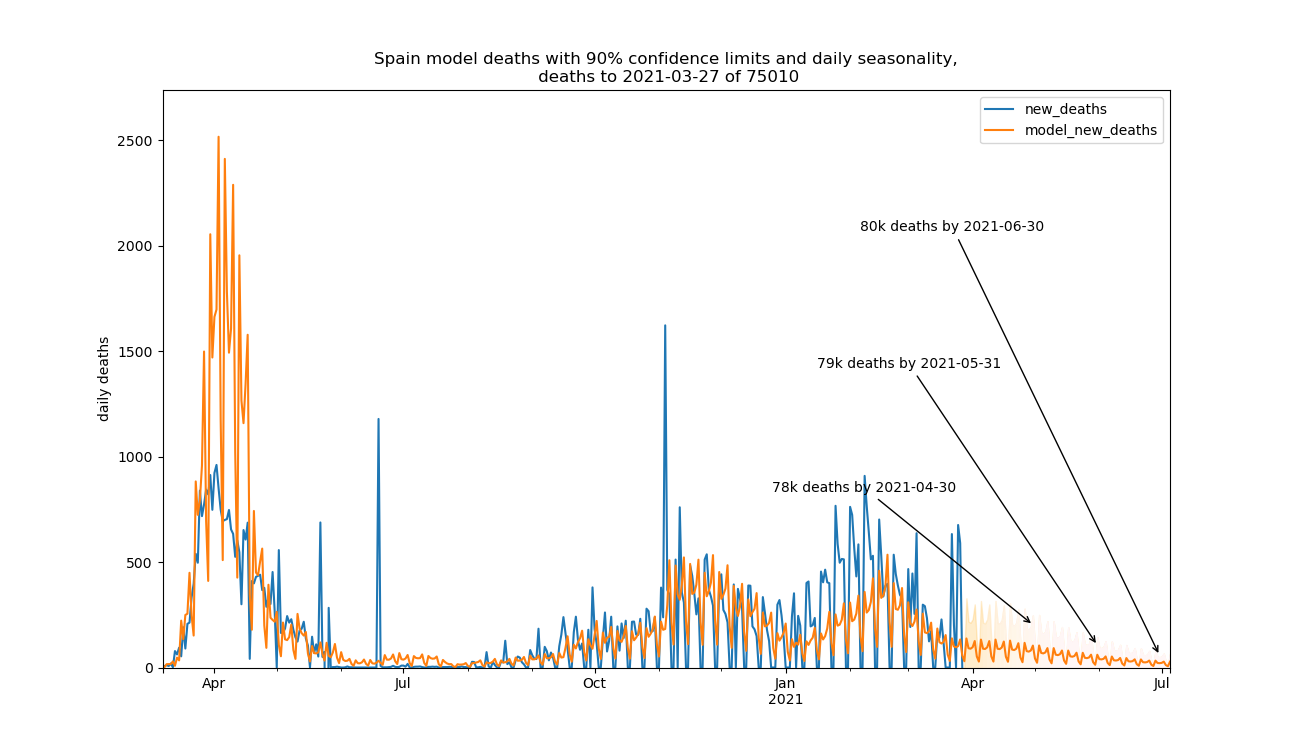 Spain model deaths with 90% confidence limits and daily seasonality,
deaths to 2021-03-27 of 75010
new_deaths
model_new_deaths
2500
2000
1500
1000
500
0
daily deaths
80k deaths by 2021-06-30
79k deaths by 2021-05-31
78k deaths by 2021-04-30
Apr
Jul
Oct
Jan
2021
Apr
Jul